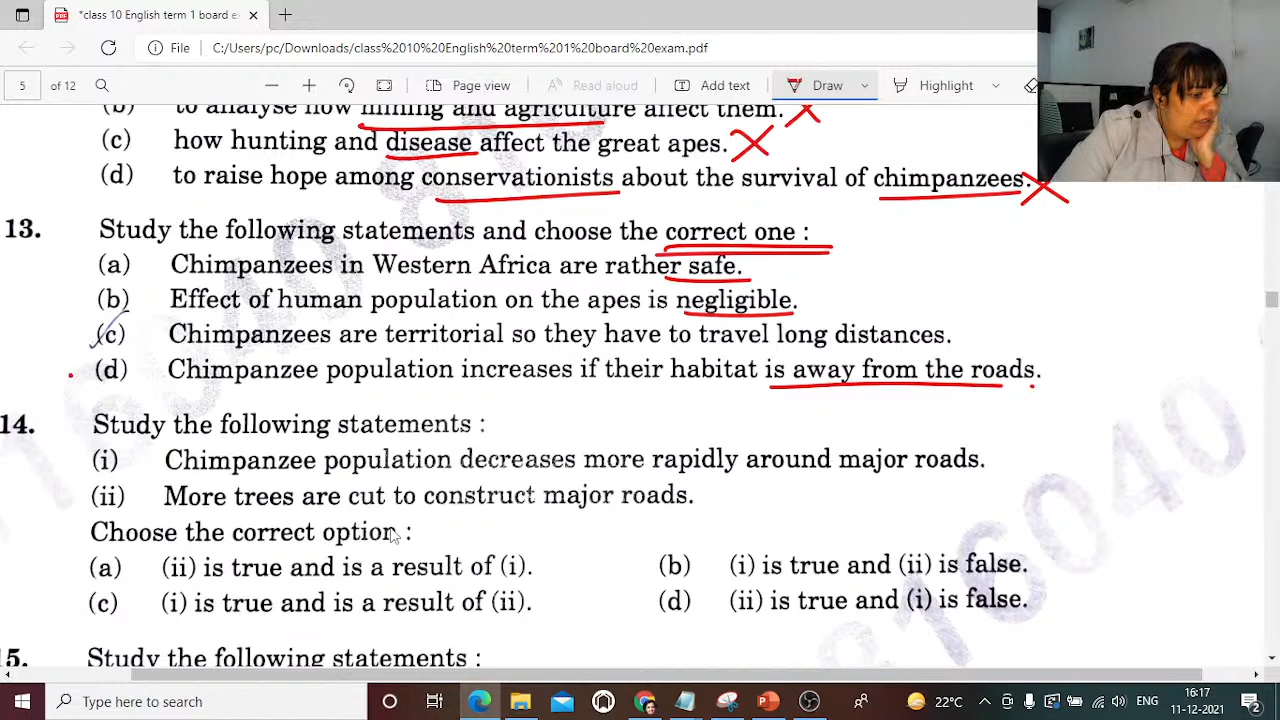 *class 10 English term 1 board e
File C:/Users/pc/Downloads/class%2010%20English%20term%201%20board%20exam.pdf
5 of 12 Page view Read aloud Add text Draw Highlight
(b) to analyse how mining and agriculture affect them.
(c) how hunting and disease affect the great apes.
(d) to raise hope among conservationists about the survival of chimpanzees.
13. Study the following statements and choose the correct one :
(a) Chimpanzees in Western Africa are rather safe.
(b) Effect of human population on the apes is negligible.
(c) Chimpanzees are territorial so they have to travel long distances.
(d) Chimpanzee population increases if their habitat is away from the roads.
14. Study the following statements :
(i) Chimpanzee population decreases more rapidly around major roads.
(ii) More trees are cut to construct major roads.
Choose the correct option :
(a) (ii) is true and is a result of (i). (b) (i) is true and (ii) is false.
(c) (i) is true and is a result of (ii). (d) (ii) is true and (i) is false.
5. Study the following statements :
Type here to search 22°C ENG 16:17
11-12-2021 2